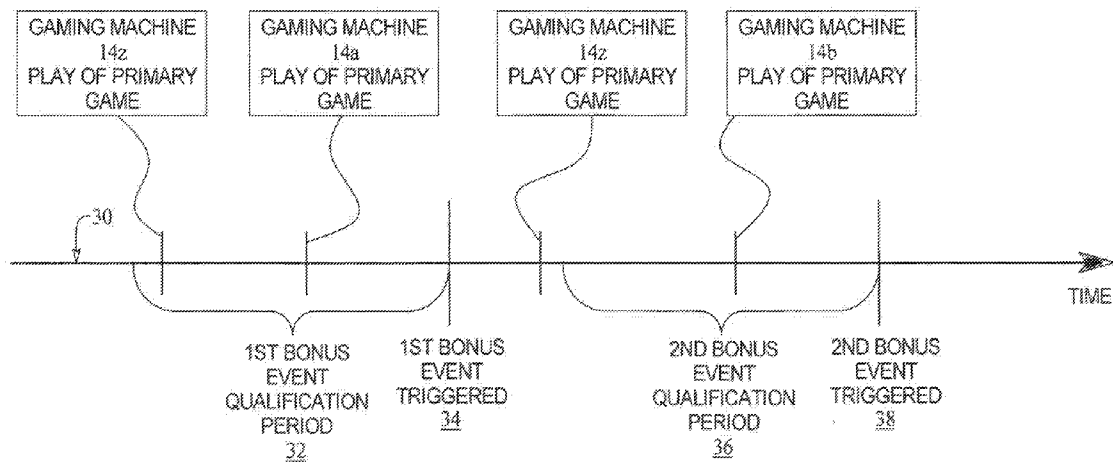 GAMING MACHINE
14z
PLAY OF PRIMARY
GAME
GAMING MACHINE
14a
PLAY OF PRIMARY
GAME
GAMING MACHINE
14z
PLAY OF PRIMARY
GAME
GAMING MACHINE
14b
PLAY OF PRIMARY
GAME
30
TIME
1ST BONUS
EVENT
QUALIFICATION
PERIOD
32
1ST BONUS
EVENT
TRIGGERED
34
2ND BONUS
EVENT
QUALIFICATION
PERIOD
36
2ND BONUS
EVENT
TRIGGERED
38